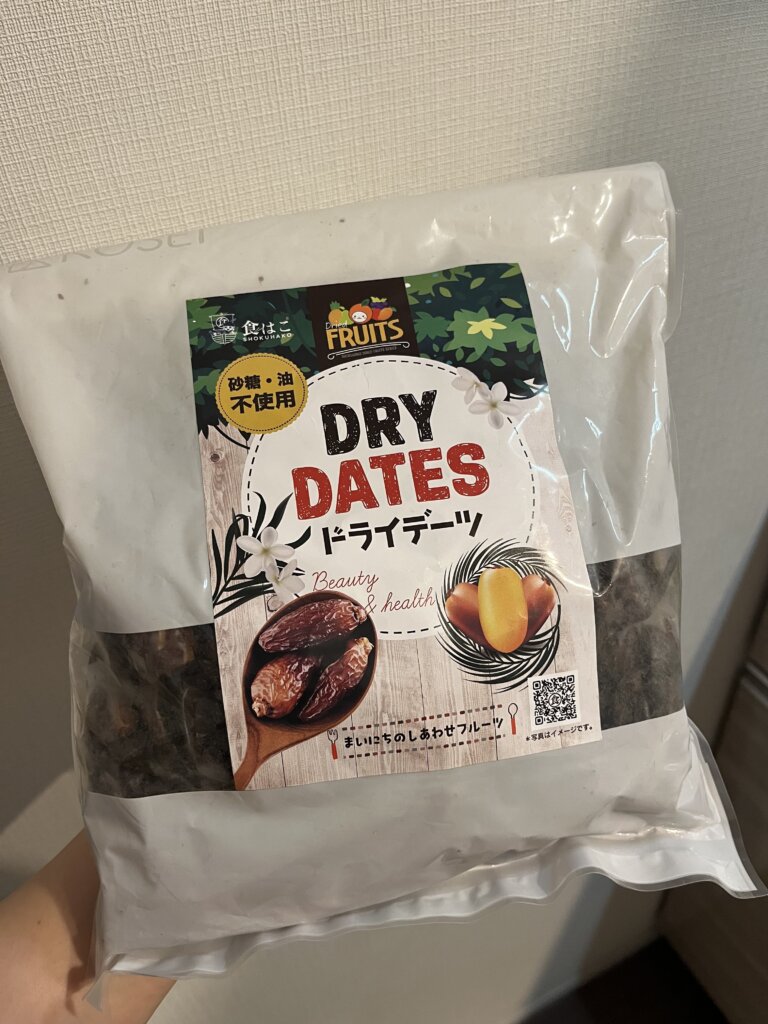 食はこ
SHOKUHAKO
Dried
FRUITS
砂糖・油
不使用
DRY
DATES
ドライデーツ
Beauty
& health
まいにちのしあわせフルーツ
*写真はイメージです。